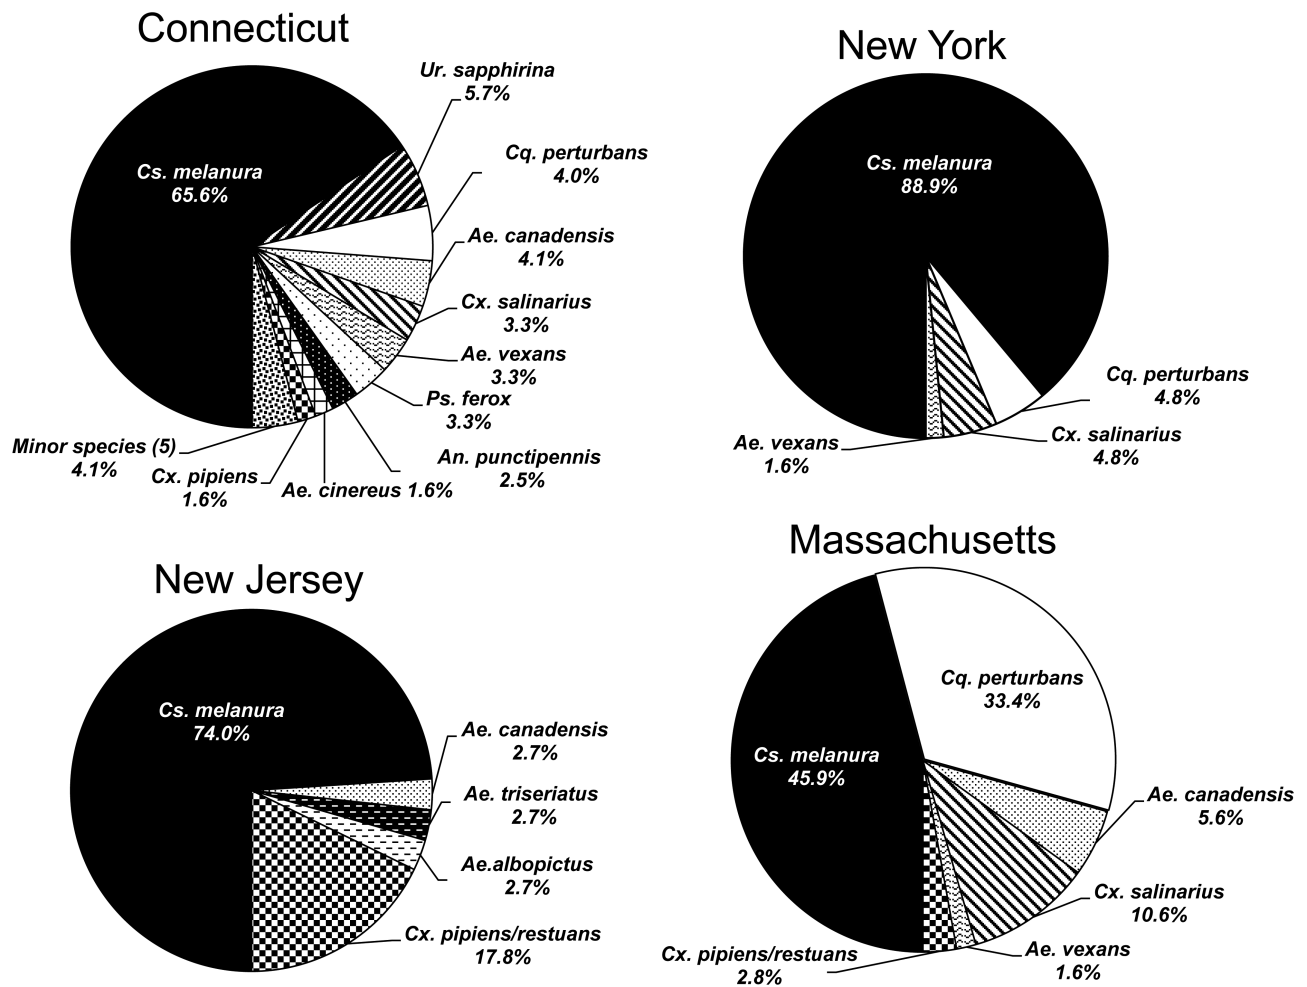 Connecticut
Ur. sapphirina
5.7%
Cs. melanura
65.6%
Cq. perturbans
4.0%
Ae. canadensis
4.1%
Cx. salinarius
3.3%
Ae. vexans
3.3%
Ps. ferox
3.3%
An. punctipennis
2.5%
Ae. cinereus 1.6%
Cx. pipiens
1.6%
Minor species (5)
4.1%
New York
Cs. melanura
88.9%
Cq. perturbans
4.8%
Cx. salinarius
4.8%
Ae. vexans
1.6%
New Jersey
Cs. melanura
74.0%
Ae. canadensis
2.7%
Ae. triseriatus
2.7%
Ae.albopictus
2.7%
Cx. pipiens/restuans
17.8%
Massachusetts
Cq. perturbans
33.4%
Cs. melanura
45.9%
Ae. canadensis
5.6%
Cx. salinarius
10.6%
Ae. vexans
1.6%
Cx. pipiens/restuans
2.8%